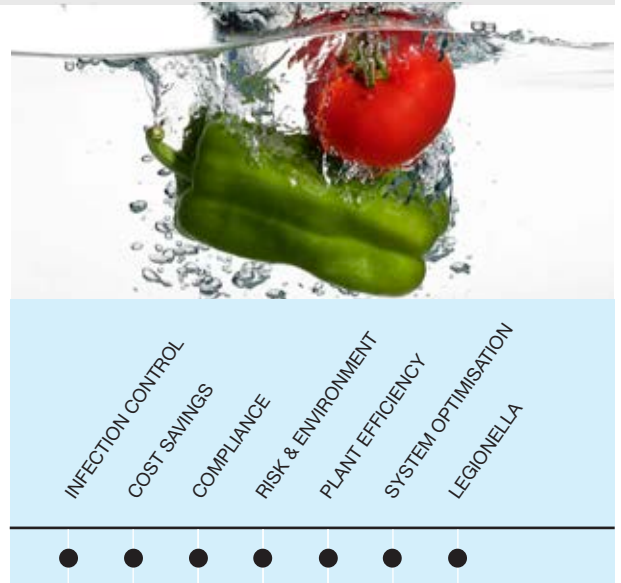 INFECTION CONTROL
COST SAVINGS
COMPLIANCE
RISK & ENVIRONMENT
PLANT EFFICIENCY
SYSTEM OPTIMISATION
LEGIONELLA